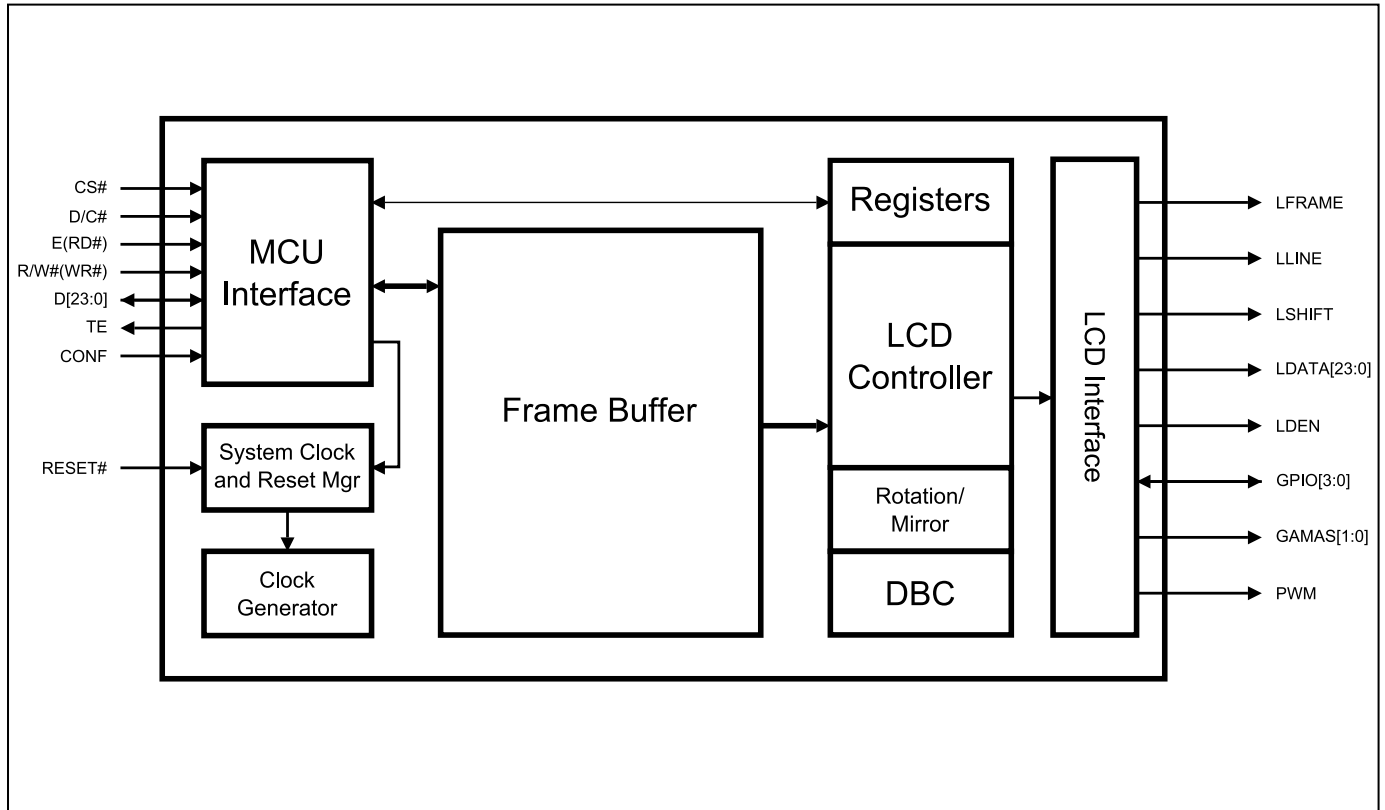 CS#
D/C#
E(RD#)
R/W#(WR#)
D[23:0]
TE
CONF
RESET#
MCU
Interface
System Clock
and Reset Mgr
Clock
Generator
Frame Buffer
Registers
LCD
Controller
Rotation/
Mirror
DBC
LCD Interface
LFRAME
LLINE
LSHIFT
LDATA[23:0]
LDEN
GPIO[3:0]
GAMAS[1:0]
PWM